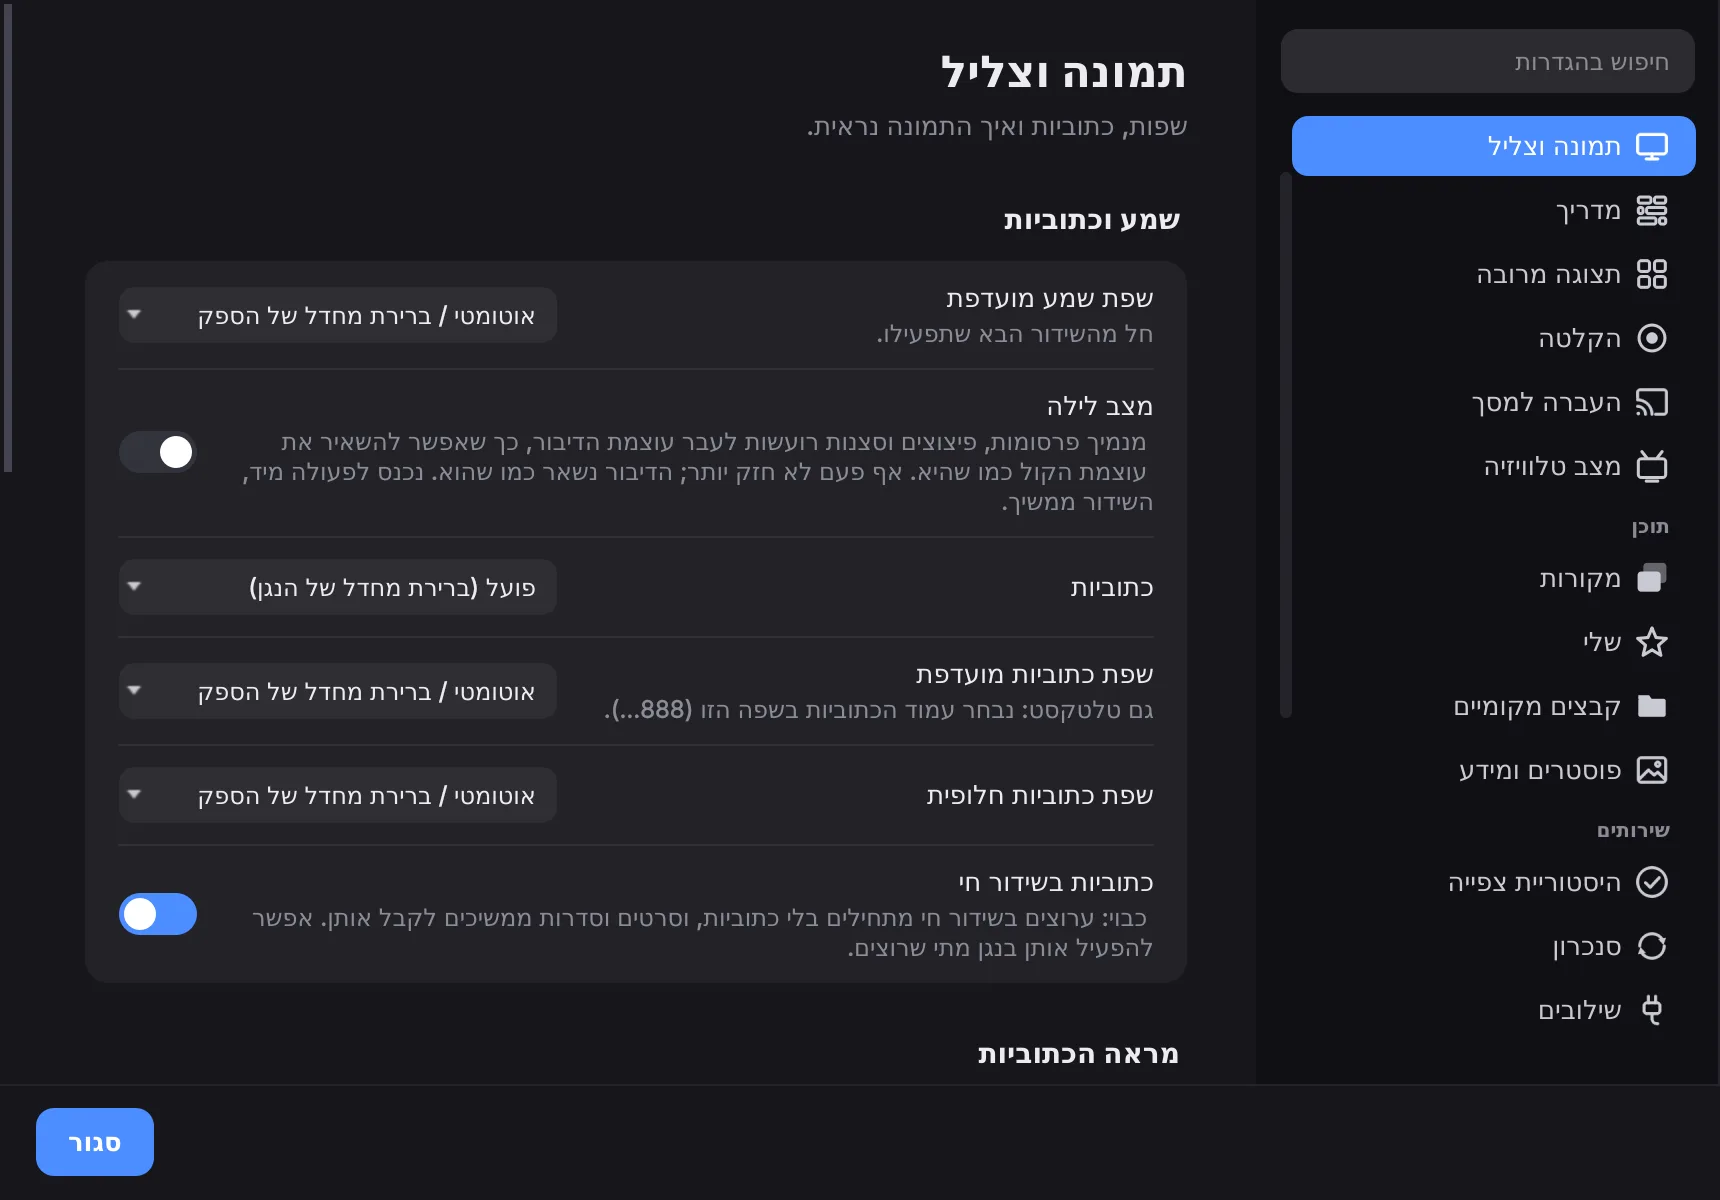 חיפוש בהגדרות
תמונה וצליל
מדריך
תצוגה מרובה
הקלטה
העברה למסך
מצב טלוויזיה
תוכן
מקורות
שלי
קבצים מקומיים
פוסטרים ומידע
שירותים
היסטוריית צפייה
סנכרון
שילובים
תמונה וצליל
שפות, כתוביות ואיך התמונה נראית.
שמע וכתוביות
שפת שמע מועדפת
חל מהשידור הבא שתפעילו.
אוטומטי / ברירת מחדל של הספק
מצב לילה
מנמיך פרסומות, פיצוצים וסצנות רועשות לעבר עוצמת הדיבור, כך שאפשר להשאיר את
עוצמת הקול כמו שהיא. אף פעם לא חזק יותר; הדיבור נשאר כמו שהוא. נכנס לפעולה מיד,
השידור ממשיך.
כתוביות
פועל (ברירת מחדל של הנגן)
שפת כתוביות מועדפת
גם טלטקסט: נבחר עמוד הכתוביות בשפה הזו (888...).
אוטומטי / ברירת מחדל של הספק
שפת כתוביות חלופית
אוטומטי / ברירת מחדל של הספק
כתוביות בשידור חי
כבוי: ערוצים בשידור חי מתחילים בלי כתוביות, וסרטים וסדרות ממשיכים לקבל אותן. אפשר
להפעיל אותן בנגן מתי שרוצים.
מראה הכתוביות
סגור